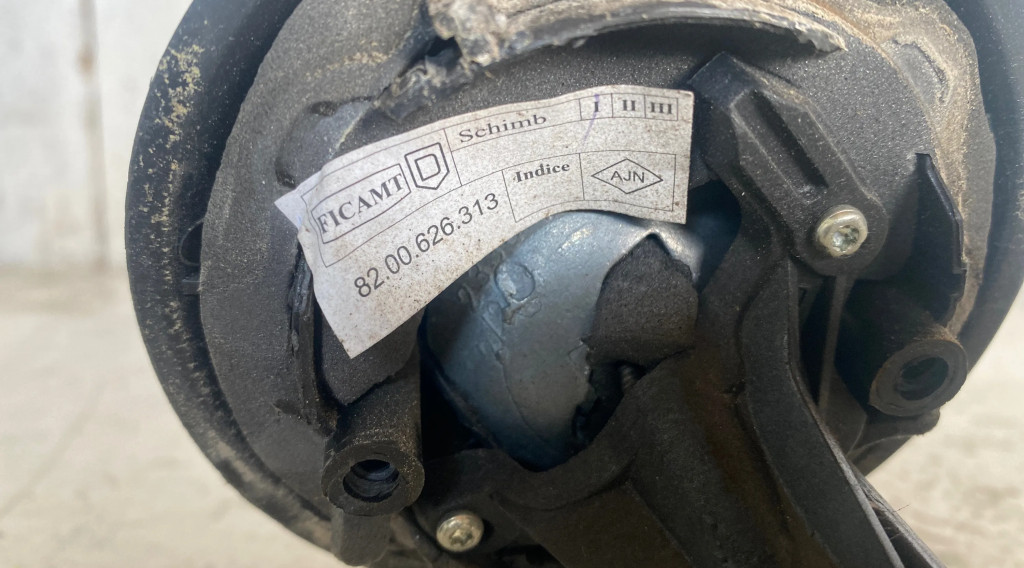 Schimb I II III
FICAMT D
Indice AJN
82.00.626.313